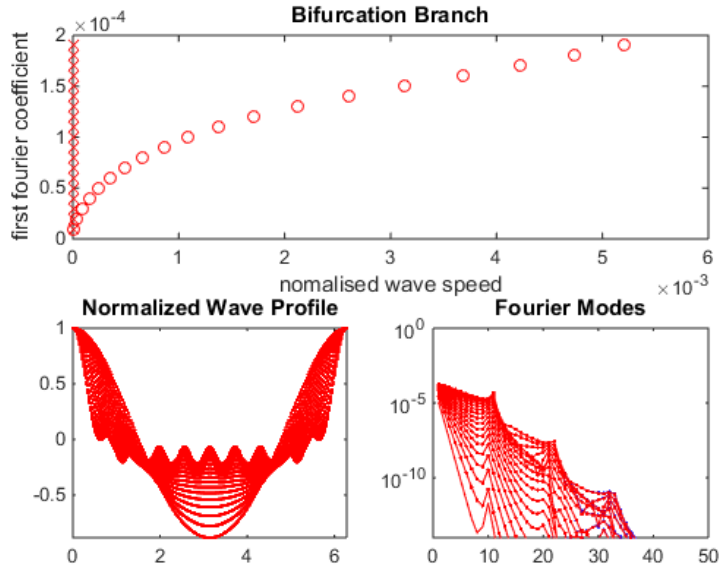 Bifurcation Branch
×10⁻⁴
2
1.5
1
0.5
0
first fourier coefficient
0 1 2 3 4 5 6
nomalised wave speed
×10⁻³
Normalized Wave Profile
1
0.5
0
-0.5
0 2 4 6
Fourier Modes
10⁰
10⁻⁵
10⁻¹⁰
0 10 20 30 40 50